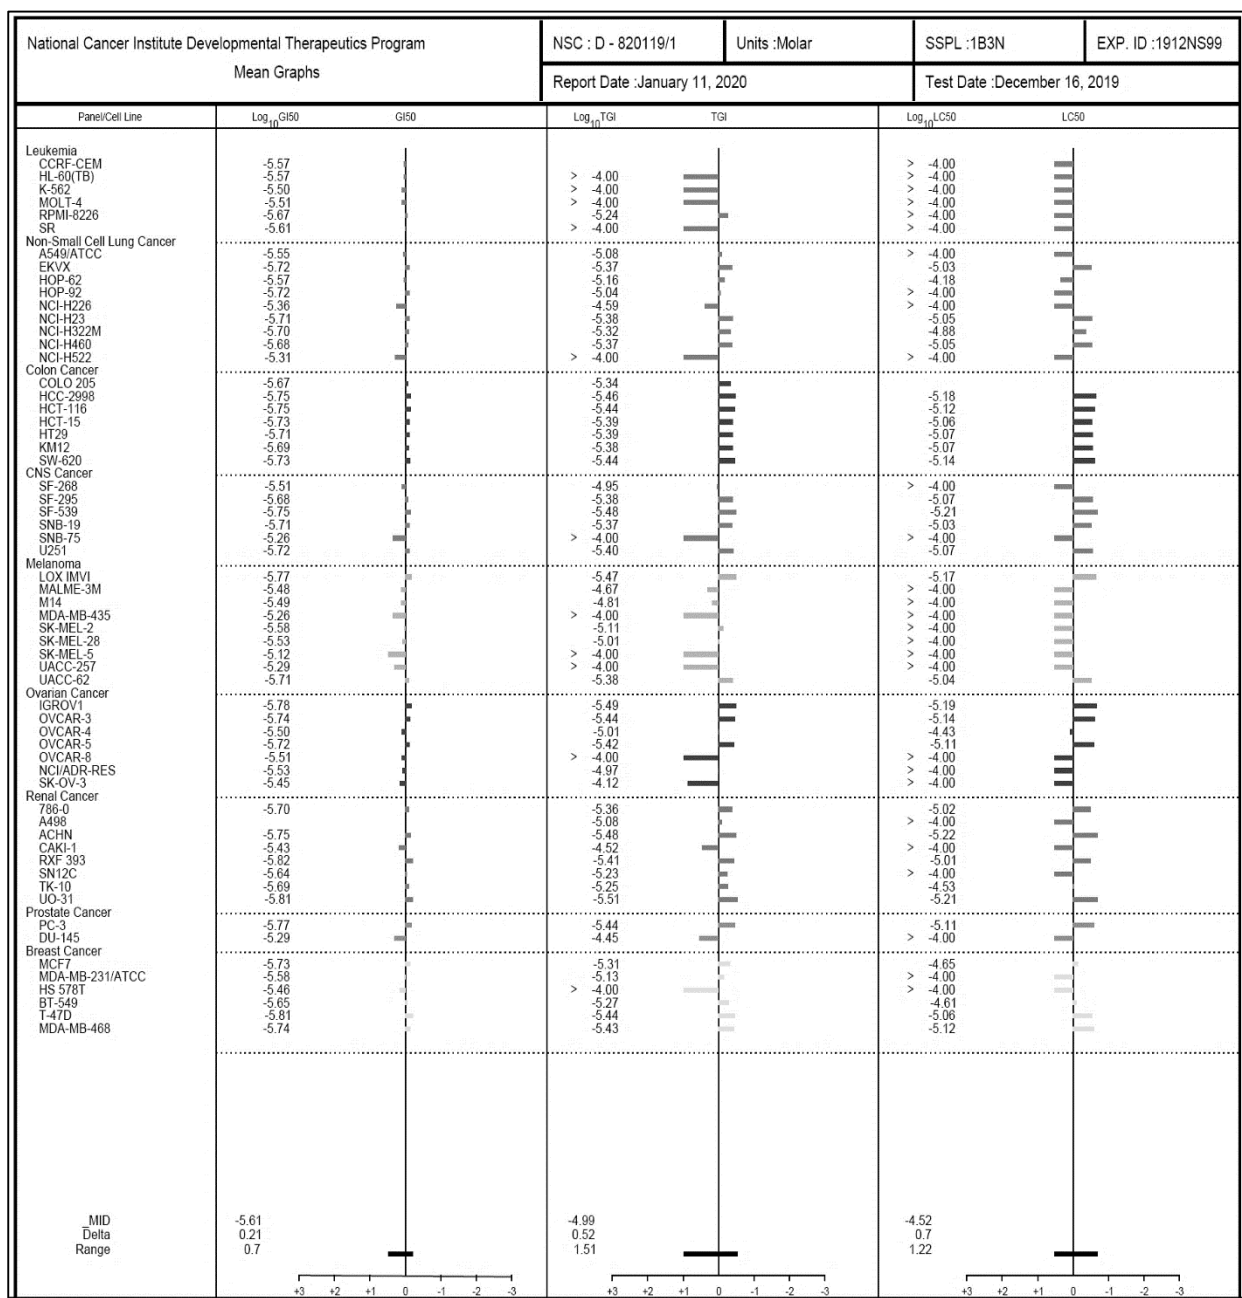 National Cancer Institute Developmental Therapeutics Program
Mean Graphs
NSC : D - 820119/1
Units :Molar
SSPL :1B3N
EXP. ID :1912NS99
Report Date :January 11, 2020
Test Date :December 16, 2019
Panel/Cell Line Log10GI50 GI50 Log10TGI TGI Log10LC50 LC50
Leukemia
CCRF-CEM -5.57 > -4.00
HL-60(TB) -5.57 > -4.00 > -4.00
K-562 -5.50 > -4.00 > -4.00
MOLT-4 -5.51 > -4.00 > -4.00
RPMI-8226 -5.67 -5.24 > -4.00
SR -5.61 > -4.00 > -4.00
Non-Small Cell Lung Cancer
A549/ATCC -5.55 -5.08 > -4.00
EKVX -5.72 -5.37 -5.03
HOP-62 -5.57 -5.16 -4.18
HOP-92 -5.72 -5.04 > -4.00
NCI-H226 -5.36 -4.59 > -4.00
NCI-H23 -5.71 -5.38 -5.05
NCI-H322M -5.70 -5.32 -4.88
NCI-H460 -5.68 -5.37 -5.05
NCI-H522 -5.31 > -4.00 > -4.00
Colon Cancer
COLO 205 -5.67 -5.34
HCC-2998 -5.75 -5.46 -5.18
HCT-116 -5.75 -5.44 -5.12
HCT-15 -5.73 -5.39 -5.06
HT29 -5.71 -5.39 -5.07
KM12 -5.69 -5.38 -5.07
SW-620 -5.73 -5.44 -5.14
CNS Cancer
SF-268 -5.51 -4.95 > -4.00
SF-295 -5.68 -5.38 -5.07
SF-539 -5.75 -5.48 -5.21
SNB-19 -5.71 -5.37 -5.03
SNB-75 -5.26 > -4.00 > -4.00
U251 -5.72 -5.40 -5.07
Melanoma
LOX IMVI -5.77 -5.47 -5.17
MALME-3M -5.48 -4.67 > -4.00
M14 -5.49 -4.81 > -4.00
MDA-MB-435 -5.26 > -4.00 > -4.00
SK-MEL-2 -5.58 -5.11 > -4.00
SK-MEL-28 -5.53 -5.01 > -4.00
SK-MEL-5 -5.12 > -4.00 > -4.00
UACC-257 -5.29 > -4.00 > -4.00
UACC-62 -5.71 -5.38 -5.04
Ovarian Cancer
IGROV1 -5.78 -5.49 -5.19
OVCAR-3 -5.74 -5.44 -5.14
OVCAR-4 -5.50 -5.01 -4.43
OVCAR-5 -5.72 -5.42 -5.11
OVCAR-8 -5.51 > -4.00 > -4.00
NCI/ADR-RES -5.53 -4.97 > -4.00
SK-OV-3 -5.45 -4.12 > -4.00
Renal Cancer
786-0 -5.70 -5.36 -5.02
A498 -5.08 > -4.00
ACHN -5.75 -5.48 -5.22
CAKI-1 -5.43 -4.52 > -4.00
RXF 393 -5.82 -5.41 -5.01
SN12C -5.64 -5.23 > -4.00
TK-10 -5.69 -5.25 -4.53
UO-31 -5.81 -5.51 -5.21
Prostate Cancer
PC-3 -5.77 -5.44 -5.11
DU-145 -5.29 -4.45 > -4.00
Breast Cancer
MCF7 -5.73 -5.31 -4.65
MDA-MB-231/ATCC -5.58 -5.13 > -4.00
HS 578T -5.46 > -4.00 > -4.00
BT-549 -5.65 -5.27 -4.61
T-47D -5.81 -5.44 -5.06
MDA-MB-468 -5.74 -5.43 -5.12
MID -5.61 -4.99 -4.52
Delta 0.21 0.52 0.7
Range 0.7 1.51 1.22
+3 +2 +1 0 -1 -2 -3 +3 +2 +1 0 -1 -2 -3 +3 +2 +1 0 -1 -2 -3